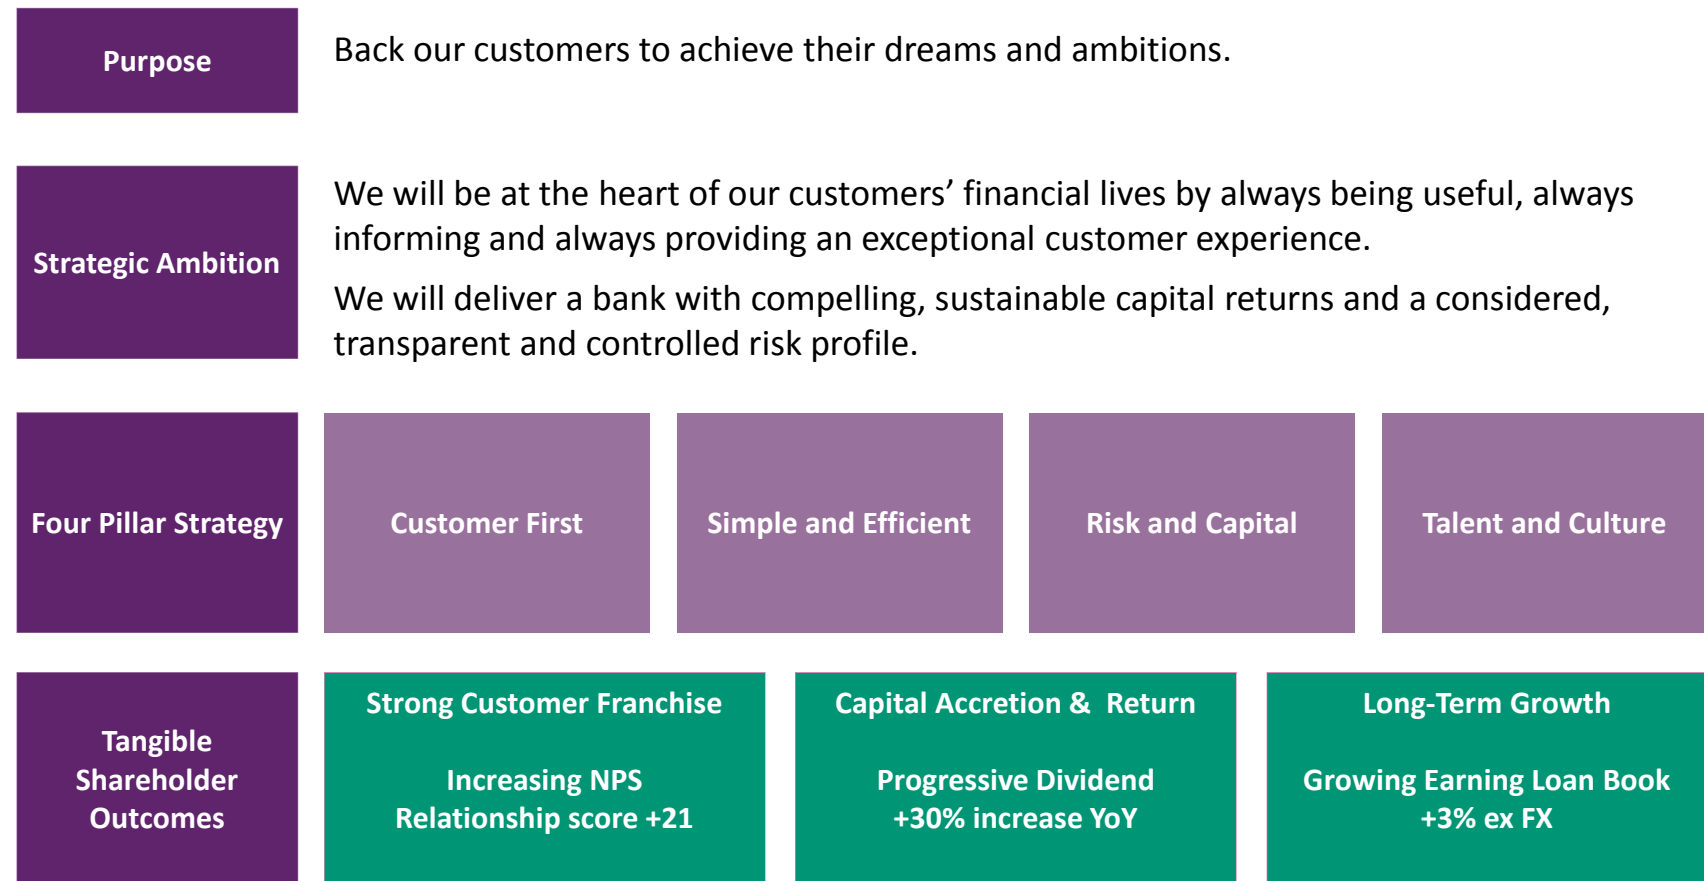 Purpose
Back our customers to achieve their dreams and ambitions.
Strategic Ambition
We will be at the heart of our customers’ financial lives by always being useful, always
informing and always providing an exceptional customer experience.
We will deliver a bank with compelling, sustainable capital returns and a considered,
transparent and controlled risk profile.
Four Pillar Strategy
Customer First
Simple and Efficient
Risk and Capital
Talent and Culture
Tangible
Shareholder
Outcomes
Strong Customer Franchise
Increasing NPS
Relationship score +21
Capital Accretion & Return
Progressive Dividend
+30% increase YoY
Long-Term Growth
Growing Earning Loan Book
+3% ex FX